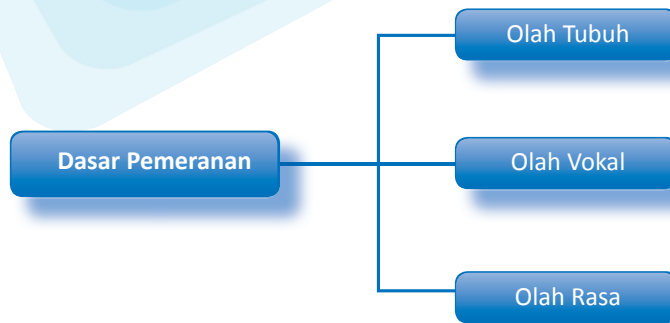 Olah Tubuh
Dasar Pemeranan
Olah Vokal
Olah Rasa